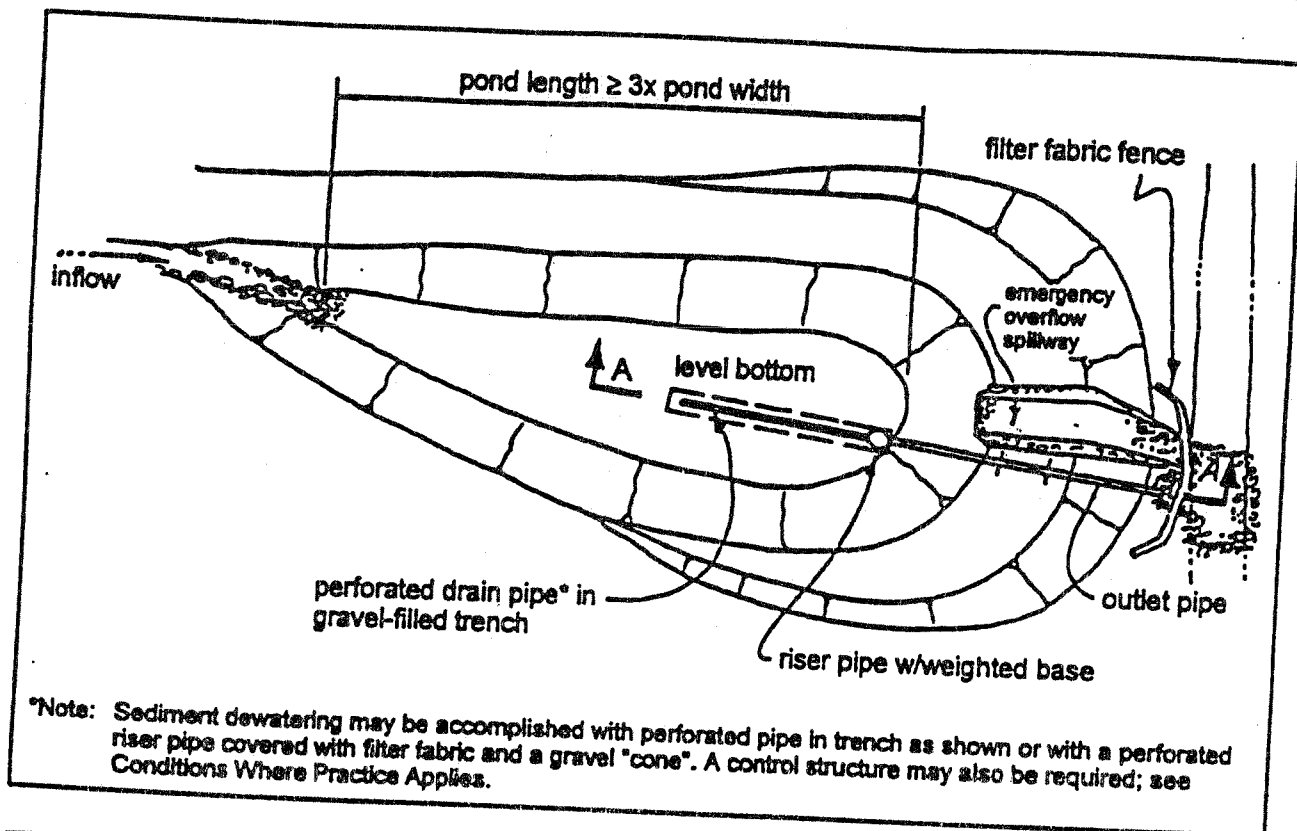 pond length ≥ 3x pond width
filter fabric fence
inflow
emergency
overflow
spillway
A
level bottom
A
perforated drain pipe* in
gravel-filled trench
outlet pipe
riser pipe w/weighted base
*Note: Sediment dewatering may be accomplished with perforated pipe in trench as shown or with a perforated
riser pipe covered with filter fabric and a gravel "cone". A control structure may also be required; see
Conditions Where Practice Applies.